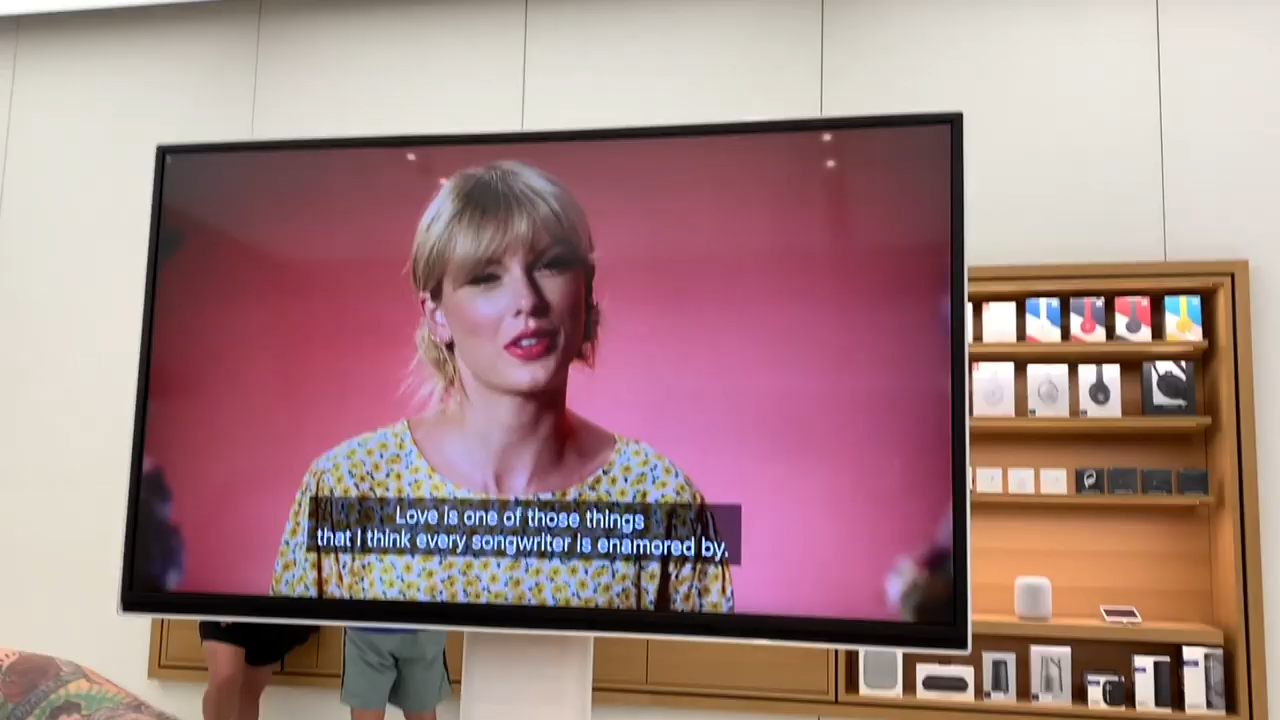 Love is one of those things
that I think every songwriter is enamored by.